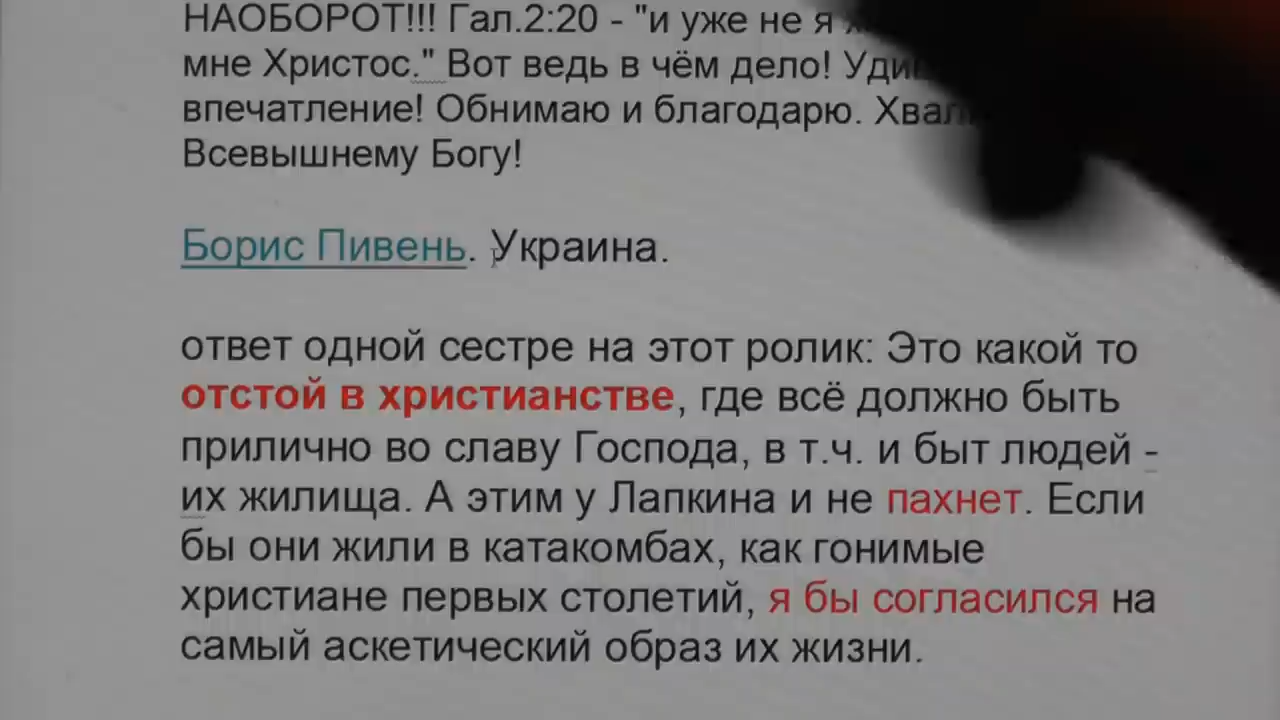 НАОБОРОТ!!! Гал.2:20 - "и уже не я
мне Христос." Вот ведь в чём дело!
впечатление! Обнимаю и благодарю.
Всевышнему Богу!
Борис Пивень. Украина.
ответ одной сестре на этот ролик: Это какой то
отстой в христианстве, где всё должно быть
прилично во славу Господа, в т.ч. и быт людей -
их жилища. А этим у Лапкина и не пахнет. Если
бы они жили в катакомбах, как гонимые
христиане первых столетий, я бы согласился на
самый аскетический образ их жизни.